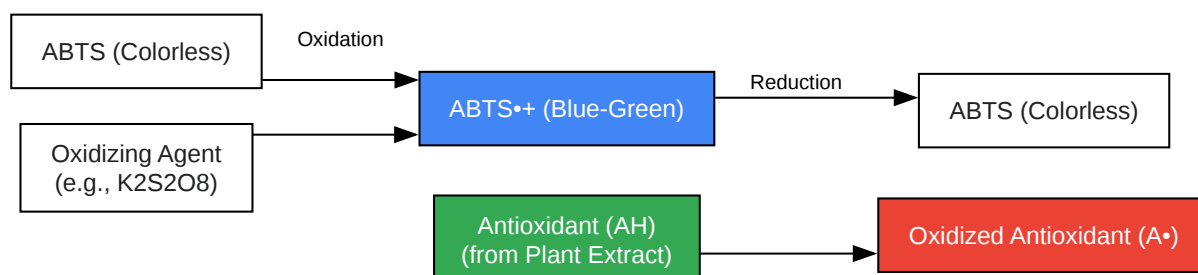 ABTS (Colorless)
Oxidation
ABTS•+ (Blue-Green)
Reduction
ABTS (Colorless)
Oxidizing Agent
(e.g., K2S2O8)
Antioxidant (AH)
(from Plant Extract)
Oxidized Antioxidant (A•)